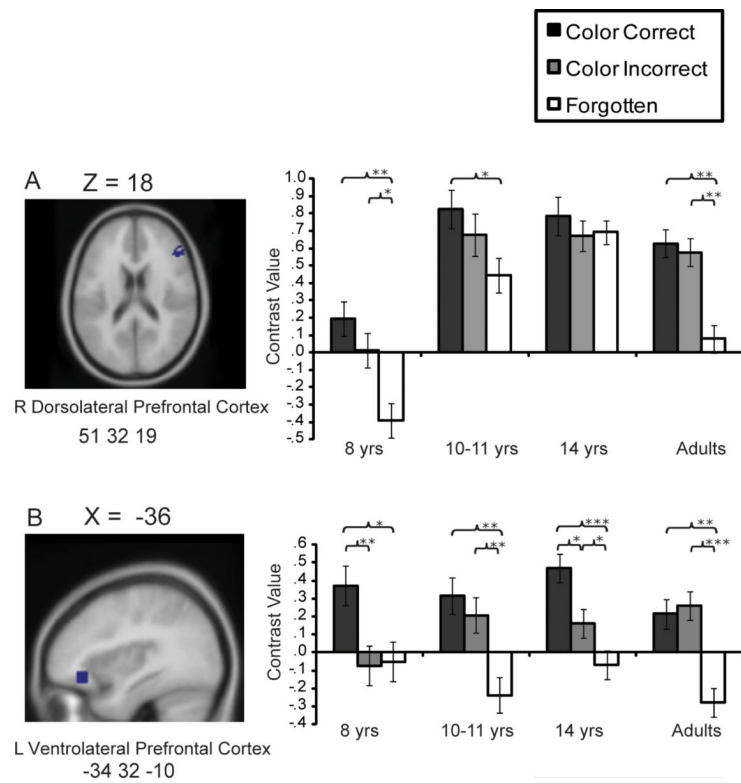 Color Correct
Color Incorrect
Forgotten
A
Z = 18
R Dorsolateral Prefrontal Cortex
51 32 19
Contrast Value
1.0
.9
.8
.7
.6
.5
.4
.3
.2
.1
.0
-.1
-.2
-.3
-.4
-.5
** * * ** **
8 yrs 10-11 yrs 14 yrs Adults
B
X = -36
L Ventrolateral Prefrontal Cortex
-34 32 -10
Contrast Value
.6
.5
.4
.3
.2
.1
.0
-.1
-.2
-.3
-.4
* ** *** **
** ** * * ***
8 yrs 10-11 yrs 14 yrs Adults